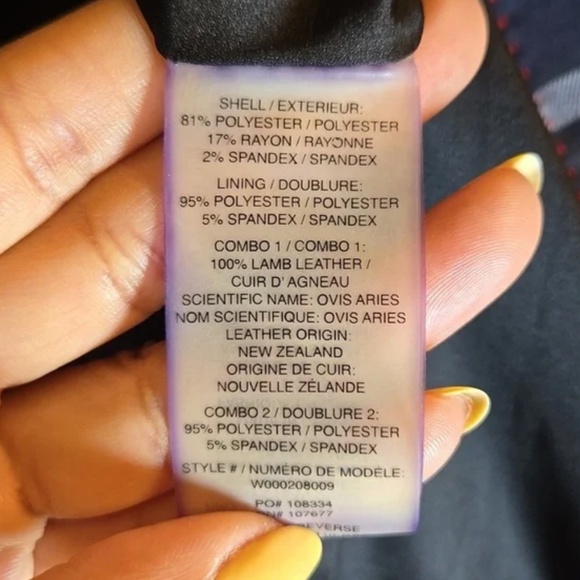 SHELL / EXTERIEUR:
81% POLYESTER / POLYESTER
17% RAYON / RAYONNE
2% SPANDEX / SPANDEX
LINING / DOUBLURE:
95% POLYESTER / POLYESTER
5% SPANDEX / SPANDEX
COMBO 1 / COMBO 1:
100% LAMB LEATHER /
CUIR D'AGNEAU
SCIENTIFIC NAME: OVIS ARIES
NOM SCIENTIFIQUE: OVIS ARIES
LEATHER ORIGIN:
NEW ZEALAND
ORIGINE DE CUIR:
NOUVELLE ZÉLANDE
COMBO 2 / DOUBLURE 2:
95% POLYESTER / POLYESTER
5% SPANDEX / SPANDEX
STYLE # / NUMÉRO DE MODÈLE:
W000208009
PO# 108334
107677
REVERSE